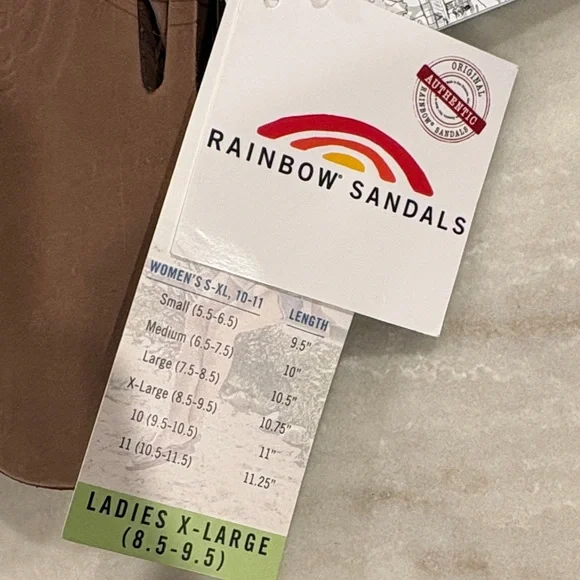 ORIGINAL
AUTHENTIC
RAINBOW® SANDALS
RAINBOW® SANDALS
WOMEN'S S-XL, 10-11 LENGTH
Small (5.5-6.5) 9.5"
Medium (6.5-7.5) 10"
Large (7.5-8.5) 10.5"
X-Large (8.5-9.5) 10.75"
10 (9.5-10.5) 11"
11 (10.5-11.5) 11.25"
LADIES X-LARGE
(8.5-9.5)